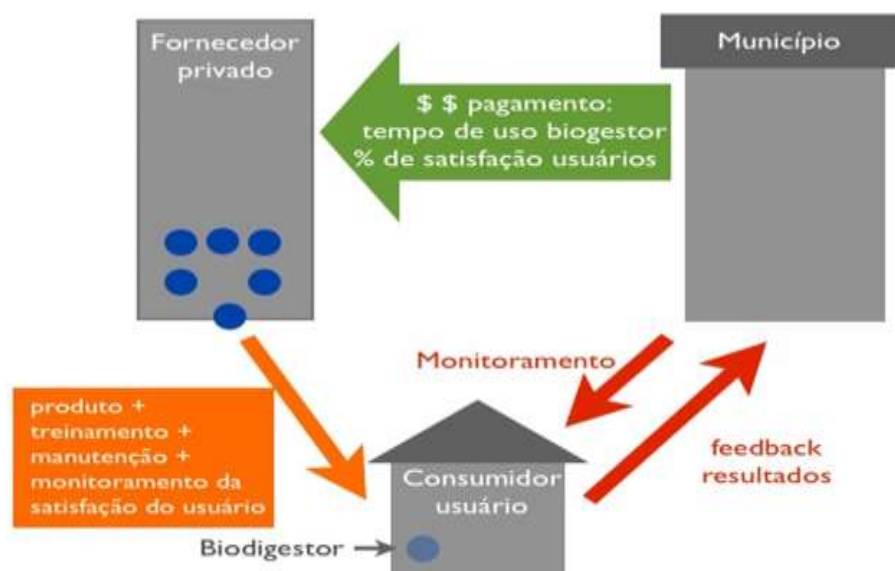 Fornecedor
privado
Município
$ $ pagamento:
tempo de uso biogestor
% de satisfação usuários
Monitoramento
produto +
treinamento +
manutenção +
monitoramento da
satisfação do usuário
Consumidor
usuário
feedback
resultados
Biodigestor